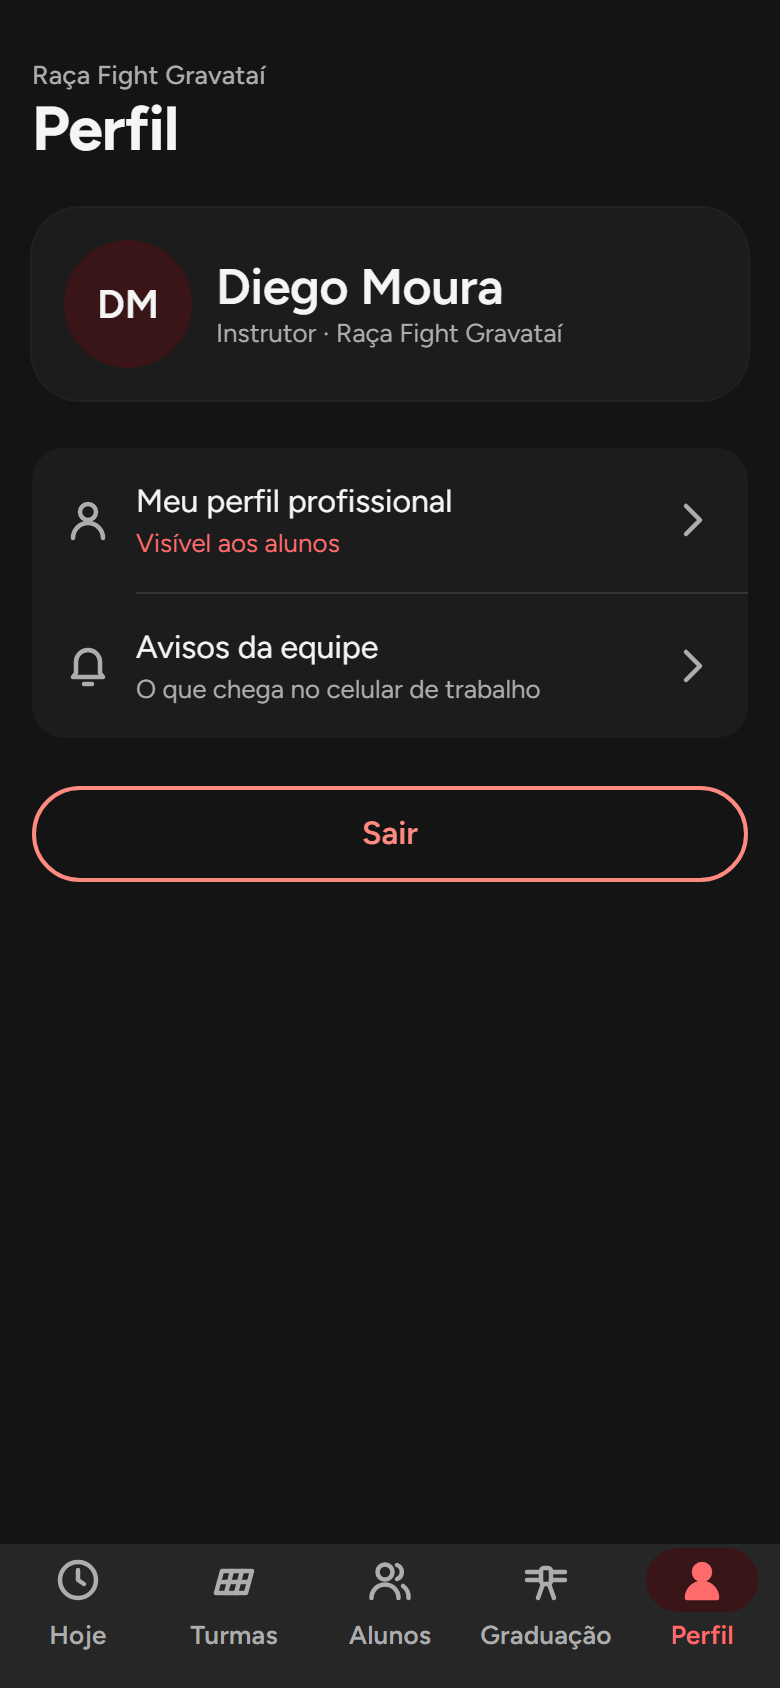 Raça Fight Gravataí
Perfil
DM
Diego Moura
Instrutor · Raça Fight Gravataí
Meu perfil profissional
Visível aos alunos
Avisos da equipe
O que chega no celular de trabalho
Sair
Hoje
Turmas
Alunos
Graduação
Perfil